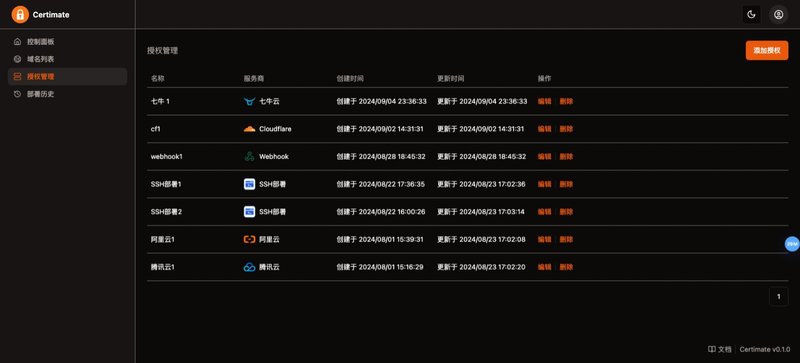 Certimate
控制面板
域名列表
授权管理
部署历史
授权管理
添加授权
名称 服务商 创建时间 更新时间 操作
七牛 1 七牛云 创建于 2024/09/04 23:36:33 更新于 2024/09/04 23:36:33 编辑 删除
cf1 Cloudflare 创建于 2024/09/02 14:31:31 更新于 2024/09/02 14:31:31 编辑 删除
webhook1 Webhook 创建于 2024/08/28 18:45:32 更新于 2024/08/28 18:45:32 编辑 删除
SSH部署1 SSH部署 创建于 2024/08/22 17:36:35 更新于 2024/08/23 17:02:36 编辑 删除
SSH部署2 SSH部署 创建于 2024/08/22 16:00:26 更新于 2024/08/23 17:03:14 编辑 删除
阿里云1 阿里云 创建于 2024/08/01 15:39:31 更新于 2024/08/23 17:02:08 编辑 删除
腾讯云1 腾讯云 创建于 2024/08/01 15:16:29 更新于 2024/08/23 17:02:20 编辑 删除
1
文档 Certimate v0.1.0